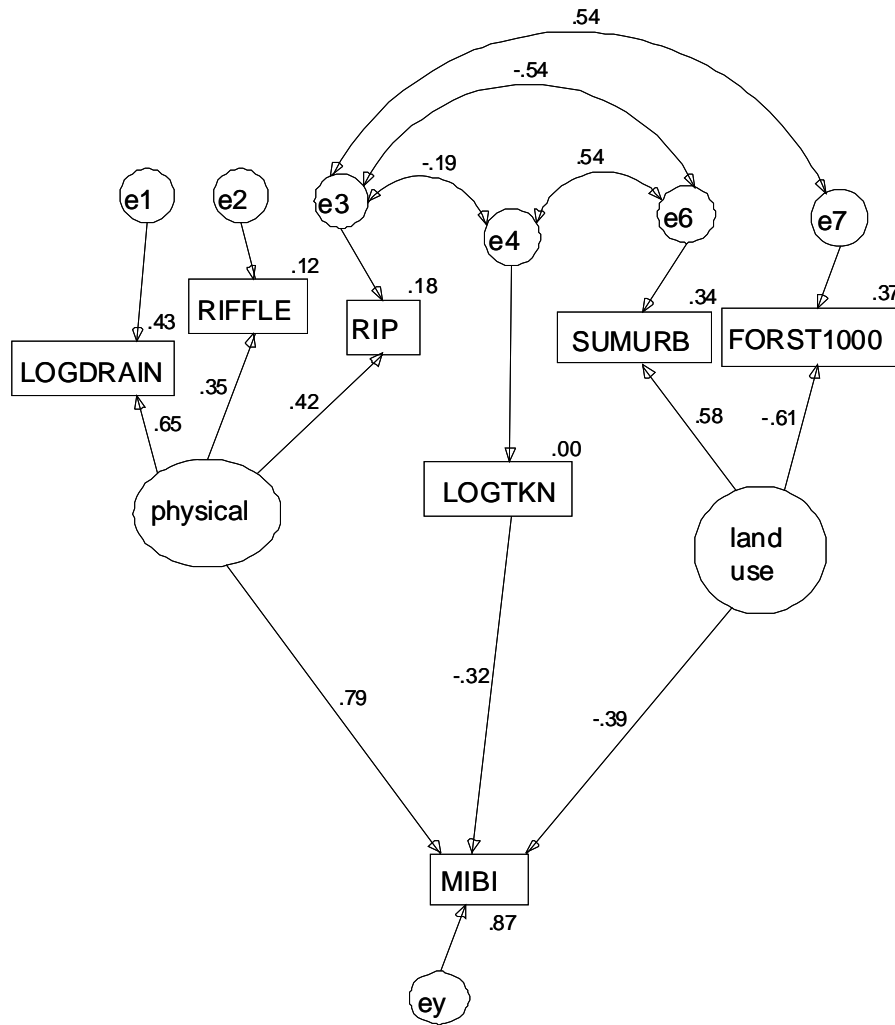 .54
-.54
-.19
.54
e1
e2
e3
e4
e6
e7
.12
.18
.34
.37
.43
RIFFLE
RIP
SUMURB
FORST1000
LOGDRAIN
.65
.35
.42
.58
-.61
.00
LOGTKN
physical
land
use
-.32
.79
-.39
MIBI
.87
ey